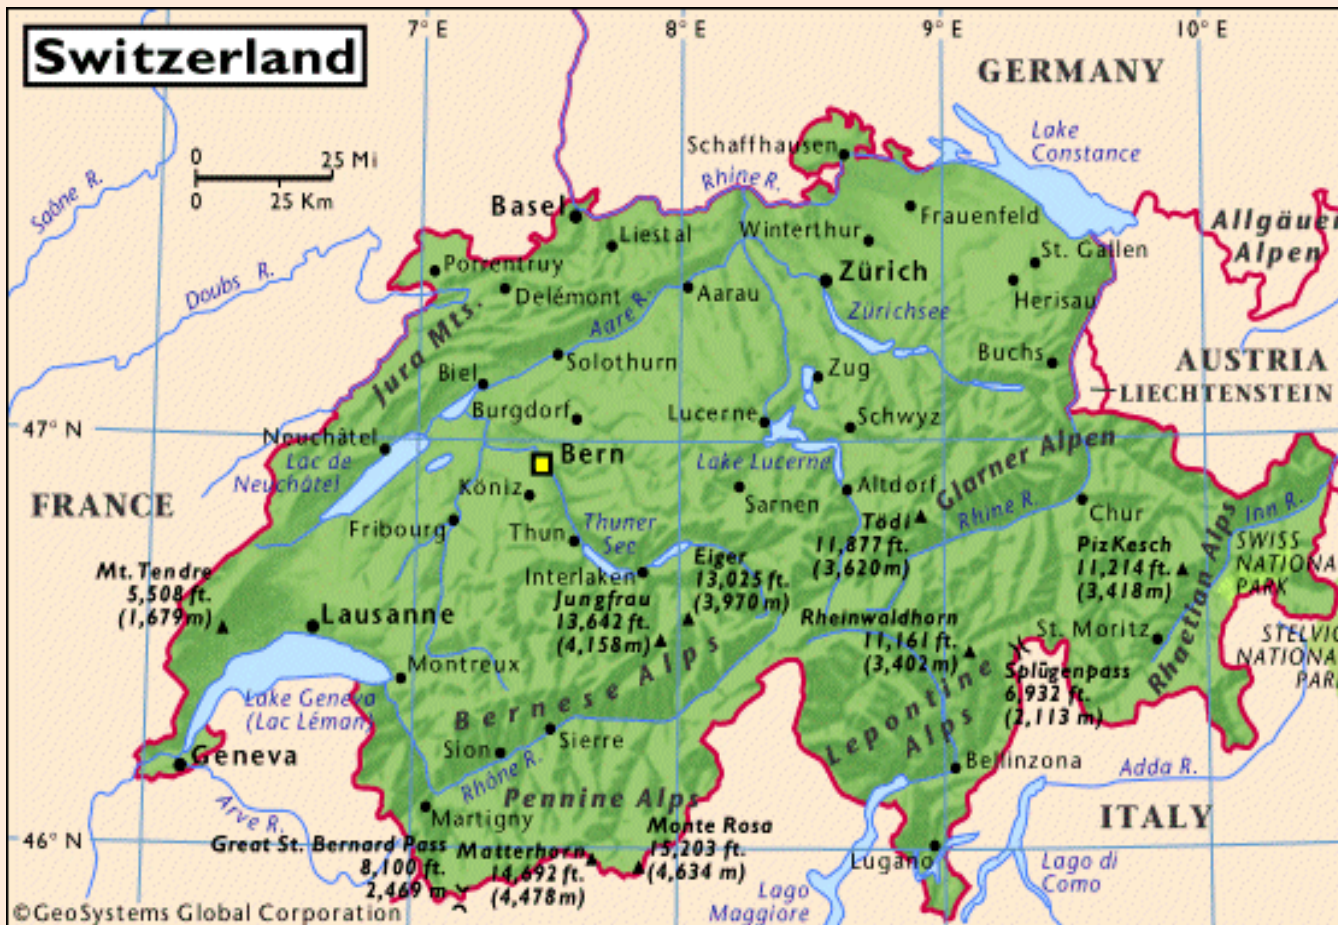 Switzerland
7° E
8° E
9° E
10° E
GERMANY
0
25 Mi
0
25 Km
Schaffhausen
Lake
Constance
Rhine R.
Saône R.
Basel
Liestal
Winterthur
Frauenfeld
Allgäuer
Alpen
St. Gallen
Porrentruy
Zürich
Doubs R.
Delémont
Aarau
Herisau
Zürichsee
Aare R.
Jura Mts.
Solothurn
Buchs
AUSTRIA
Biel
Zug
LIECHTENSTEIN
Burgdorf
Lucerne
Schwyz
47° N
Neuchâtel
Bern
Lac de
Neuchâtel
Lake Lucerne
Glarner Alpen
Köniz
Sarnen
Altdorf
FRANCE
Fribourg
Thun
Thuner
See
Rhine R.
Chur
Inn R.
Tödi
11,877 ft.
(3,620m)
Piz Kesch
11,214 ft.
(3,418m)
SWISS
NATIONA
PARK
Eiger
13,025 ft.
(3,970 m)
Interlaken
Jungfrau
13,642 ft.
(4,158m)
Mt. Tendre
5,508 ft.
(1,679m)
Lausanne
Rheinwaldhorn
11,161 ft.
(3,402m)
St. Moritz
Rhaetian Alps
STELVIO
NATIONA
PARK
Splügenpass
6,932 ft.
(2,113 m)
Montreux
Lake Geneva
(Lac Léman)
Bernese Alps
Lepontine
Alps
Geneva
Sion
Sierre
Rhône R.
Bellinzona
Adda R.
Arve R.
Martigny
Pennine Alps
ITALY
46° N
Great St. Bernard Pass
8,100 ft.
2,469 m
Matterhorn
14,692 ft.
(4,478m)
Monte Rosa
15,203 ft.
(4,634 m)
Lugano
Lago
Maggiore
Lago di
Como
©GeoSystems Global Corporation